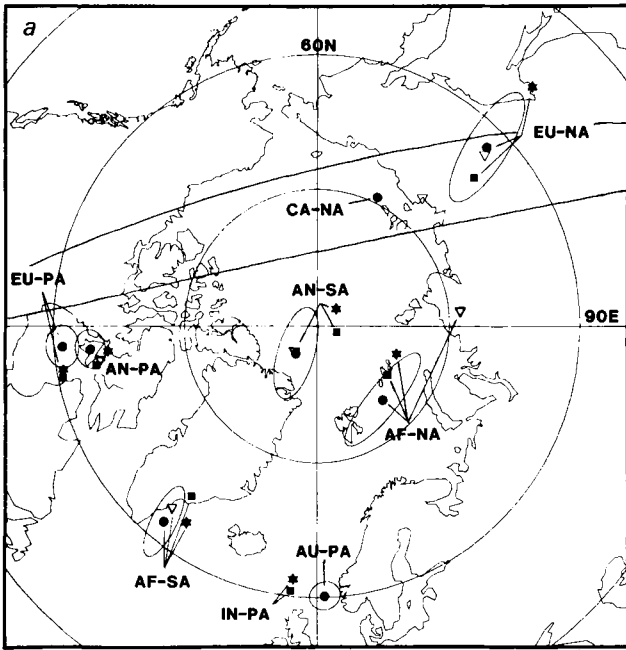 a
60N
EU-NA
CA-NA
EU-PA
AN-SA
90E
AN-PA
AF-NA
AF-SA
AU-PA
IN-PA